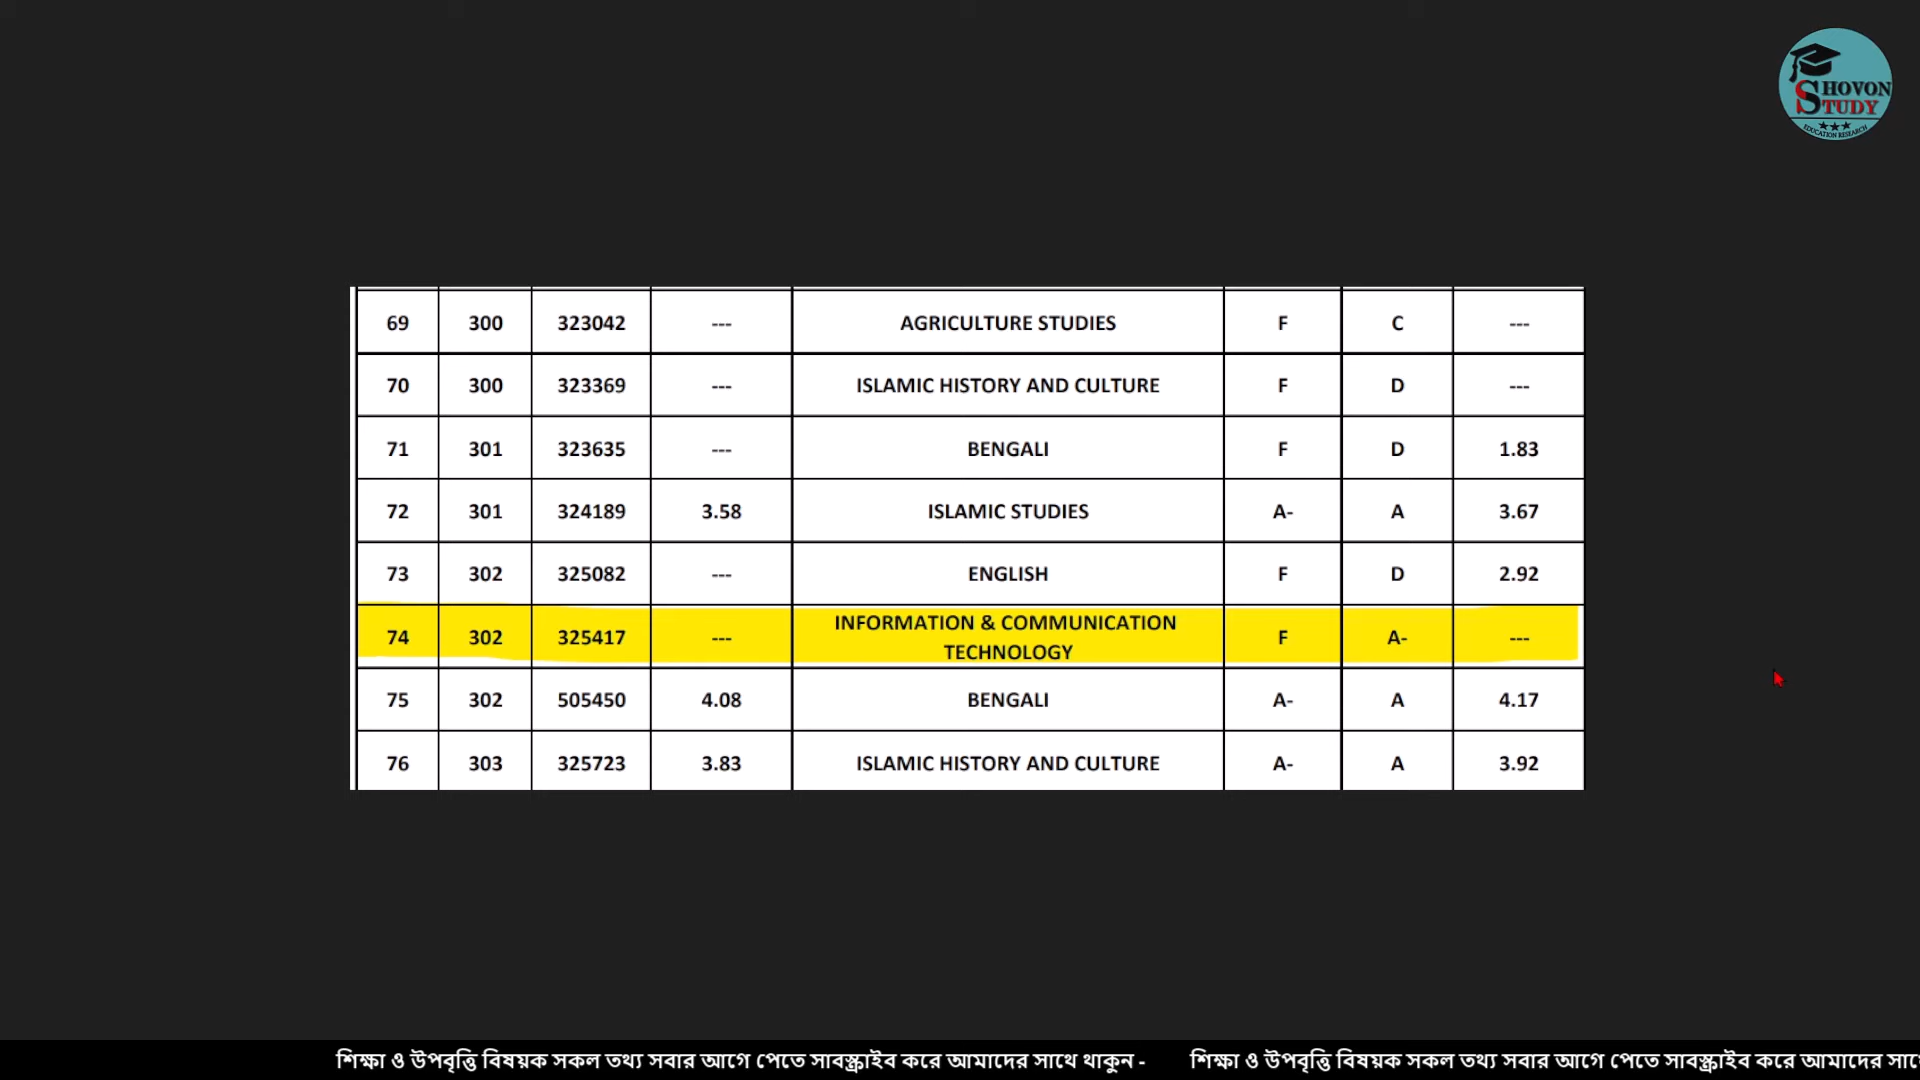 SHOVON
STUDY
EDUCATION RESEARCH
69 300 323042 --- AGRICULTURE STUDIES F C ---
70 300 323369 --- ISLAMIC HISTORY AND CULTURE F D ---
71 301 323635 --- BENGALI F D 1.83
72 301 324189 3.58 ISLAMIC STUDIES A- A 3.67
73 302 325082 --- ENGLISH F D 2.92
74 302 325417 --- INFORMATION & COMMUNICATION TECHNOLOGY F A- ---
75 302 505450 4.08 BENGALI A- A 4.17
76 303 325723 3.83 ISLAMIC HISTORY AND CULTURE A- A 3.92
শিক্ষা ও উপবৃত্তি বিষয়ক সকল তথ্য সবার আগে পেতে সাবস্ক্রাইব করে আমাদের সাথে থাকুন - শিক্ষা ও উপবৃত্তি বিষয়ক সকল তথ্য সবার আগে পেতে সাবস্ক্রাইব করে আমাদের